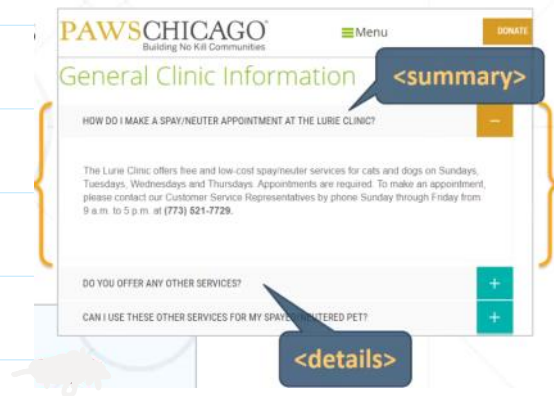 PAWSCHICAGO
Building No Kill Communities
Menu
DONATE
General Clinic Information
<summary>
HOW DO I MAKE A SPAY/NEUTER APPOINTMENT AT THE LURIE CLINIC?
The Lurie Clinic offers free and low-cost spay/neuter services for cats and dogs on Sundays,
Tuesdays, Wednesdays and Thursdays. Appointments are required. To make an appointment,
please contact our Customer Service Representatives by phone Sunday through Friday from
9 a.m. to 5 p.m. at (773) 521-7729.
DO YOU OFFER ANY OTHER SERVICES?
CAN I USE THESE OTHER SERVICES FOR MY SPAYED/NEUTERED PET?
<details>